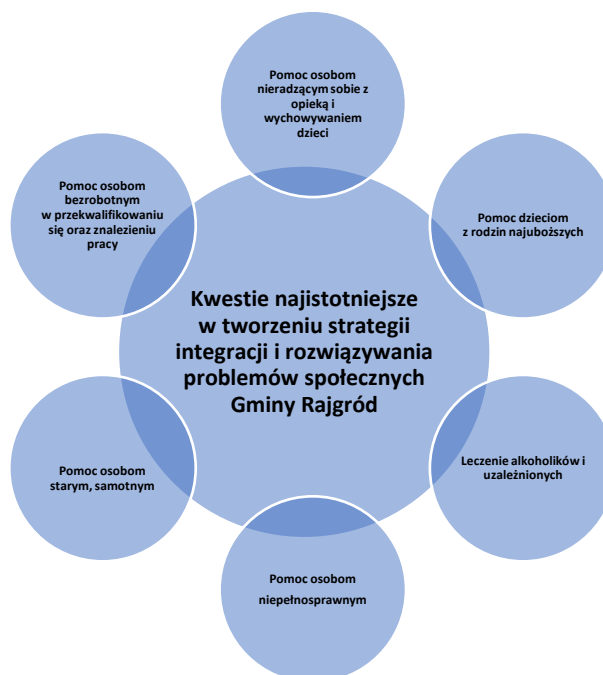 Pomoc osobom
nieradzącym sobie z
opieką i
wychowywaniem
dzieci
Pomoc osobom
bezrobotnym
w przekwalifikowaniu
się oraz znalezieniu
pracy
Pomoc dzieciom
z rodzin najuboższych
Kwestie najistotniejsze
w tworzeniu strategii
integracji i rozwiązywania
problemów społecznych
Gminy Rajgród
Pomoc osobom
starym, samotnym
Leczenie alkoholików i
uzależnionych
Pomoc osobom
niepełnosprawnym